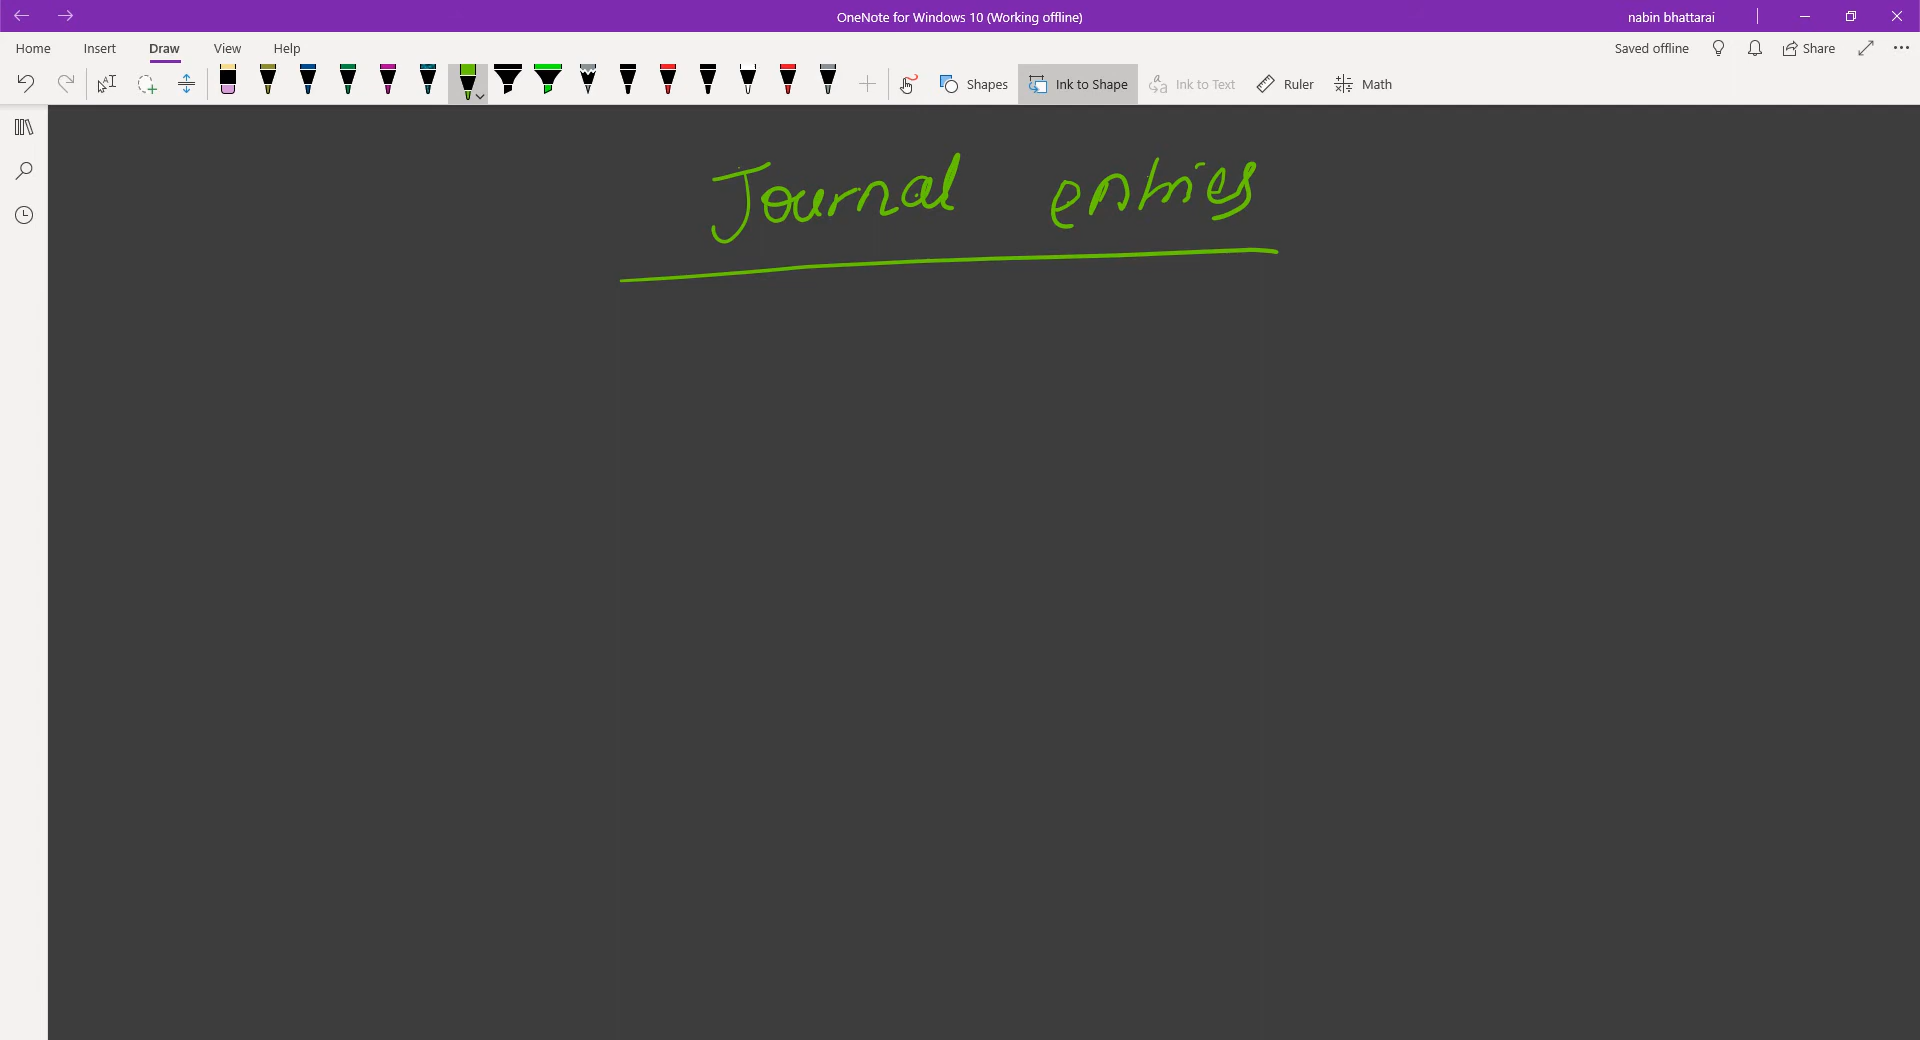 OneNote for Windows 10 (Working offline)
nabin bhattarai
Home Insert Draw View Help
Saved offline Share
Shapes Ink to Shape Ink to Text Ruler Math
Journal entries